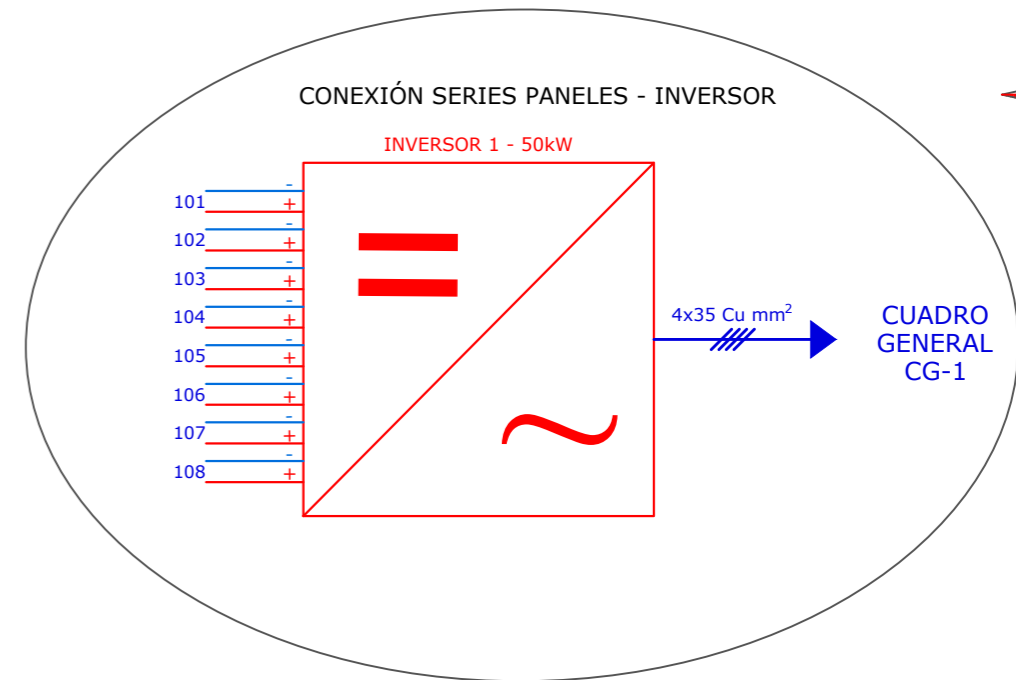 CONEXIÓN SERIES PANELES - INVERSOR
INVERSOR 1 - 50kW
-
101 +
-
102 +
-
103 +
-
104 +
-
105 +
-
106 +
-
107 +
-
108 +
4x35 Cu mm²
CUADRO
GENERAL
CG-1